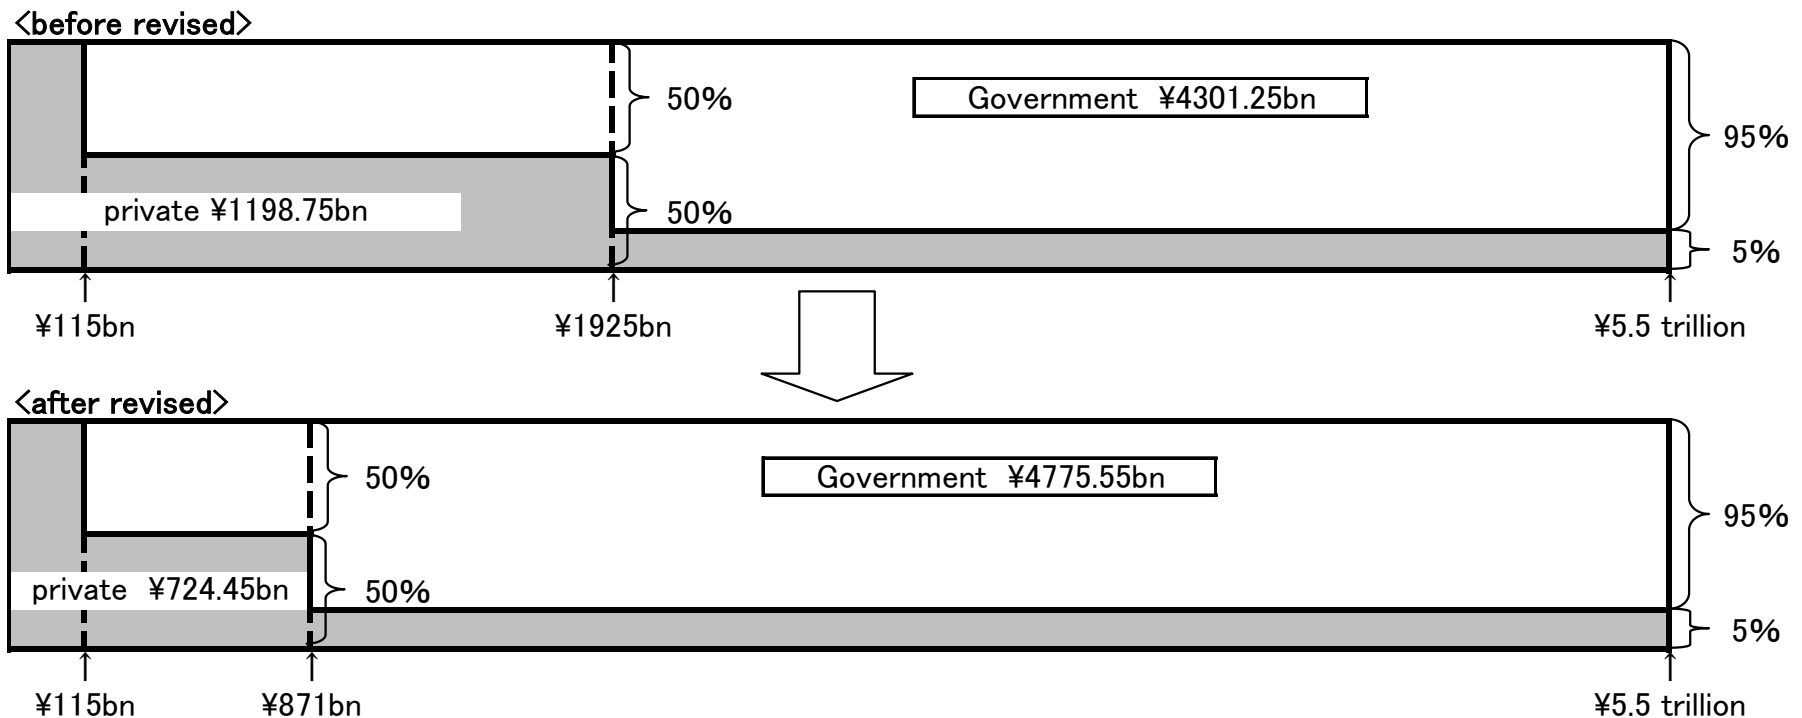 <before revised>
50%
Government ¥4301.25bn
95%
private ¥1198.75bn
50%
5%
¥115bn
¥1925bn
¥5.5 trillion
<after revised>
50%
Government ¥4775.55bn
95%
private ¥724.45bn
50%
5%
¥115bn
¥871bn
¥5.5 trillion